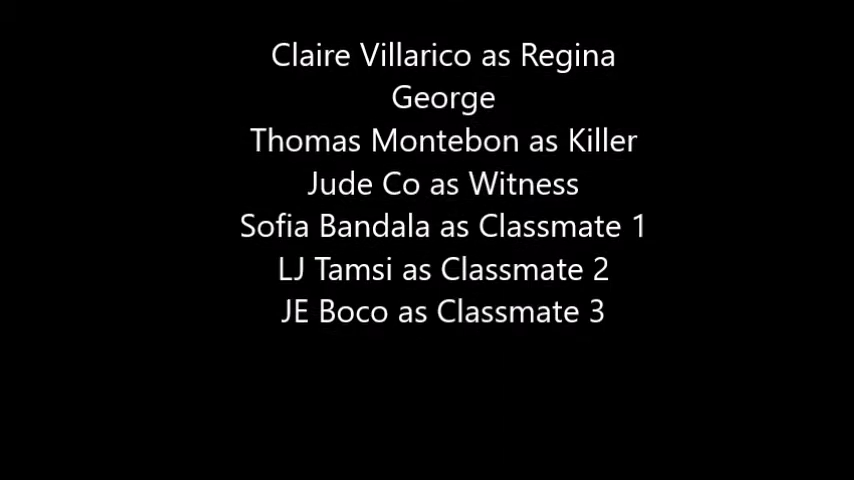 Claire Villarico as Regina
George
Thomas Montebon as Killer
Jude Co as Witness
Sofia Bandala as Classmate 1
LJ Tamsi as Classmate 2
JE Boco as Classmate 3